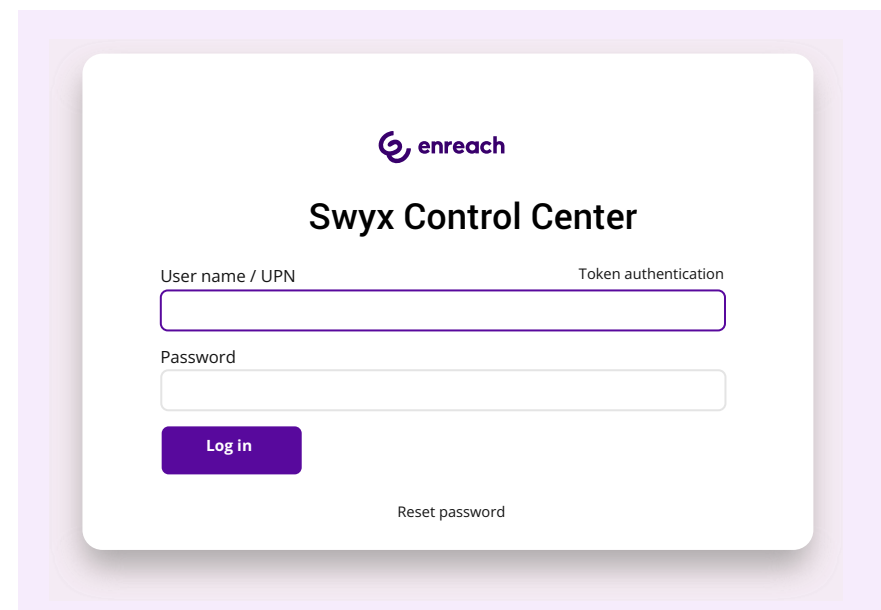 enreach
Swyx Control Center
User name / UPN
Token authentication
Password
Log in
Reset password